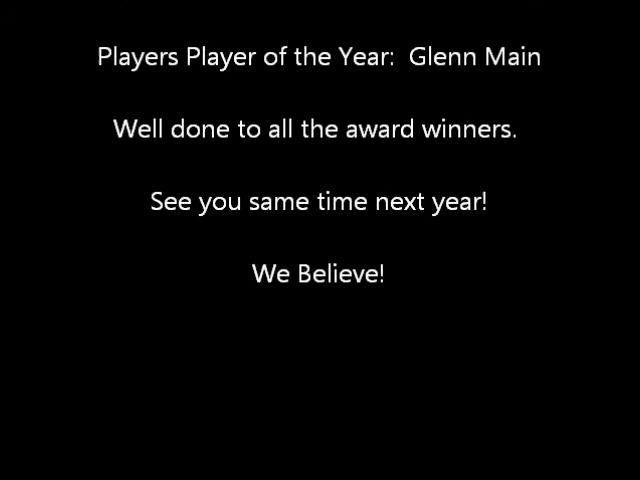 Players Player of the Year:  Glenn Main
Well done to all the award winners.
See you same time next year!
We Believe!